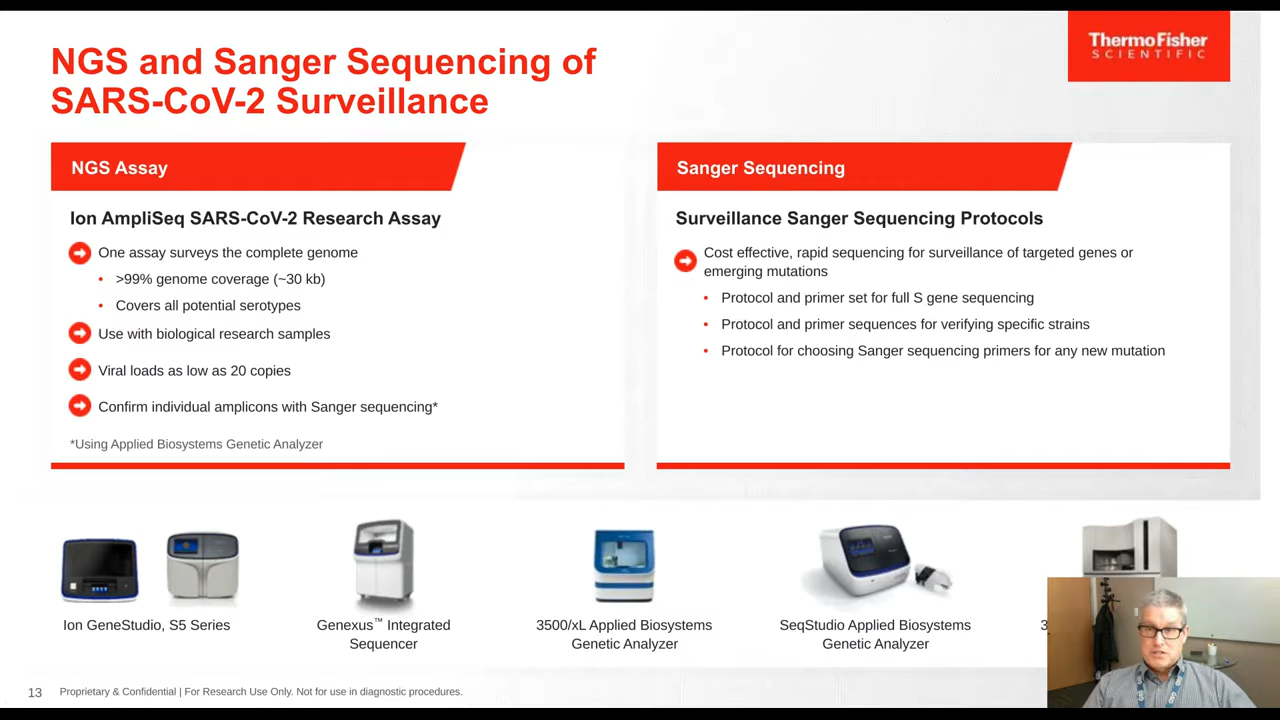 NGS and Sanger Sequencing of
SARS-CoV-2 Surveillance
ThermoFisher
SCIENTIFIC
NGS Assay
Ion AmpliSeq SARS-CoV-2 Research Assay
One assay surveys the complete genome
• >99% genome coverage (~30 kb)
• Covers all potential serotypes
Use with biological research samples
Viral loads as low as 20 copies
Confirm individual amplicons with Sanger sequencing*
*Using Applied Biosystems Genetic Analyzer
Sanger Sequencing
Surveillance Sanger Sequencing Protocols
Cost effective, rapid sequencing for surveillance of targeted genes or
emerging mutations
• Protocol and primer set for full S gene sequencing
• Protocol and primer sequences for verifying specific strains
• Protocol for choosing Sanger sequencing primers for any new mutation
Ion GeneStudio, S5 Series
Genexus™ Integrated
Sequencer
3500/xL Applied Biosystems
Genetic Analyzer
SeqStudio Applied Biosystems
Genetic Analyzer
3
13
Proprietary & Confidential | For Research Use Only. Not for use in diagnostic procedures.